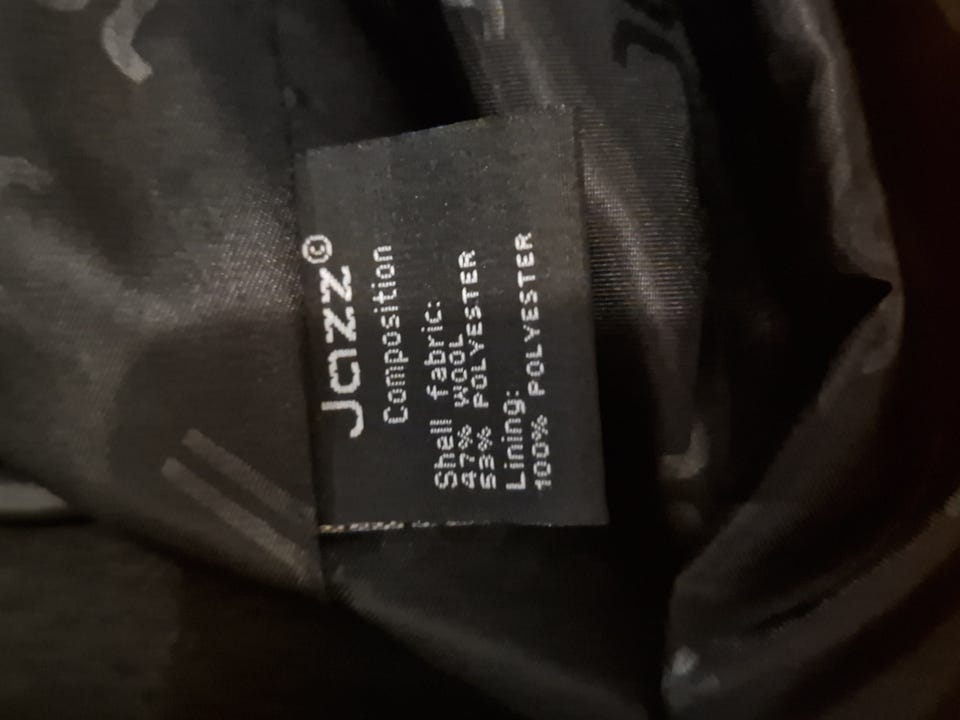 Jazz©
Composition
Shell fabric:
47% WOOL
53% POLYESTER
Lining:
100% POLYESTER